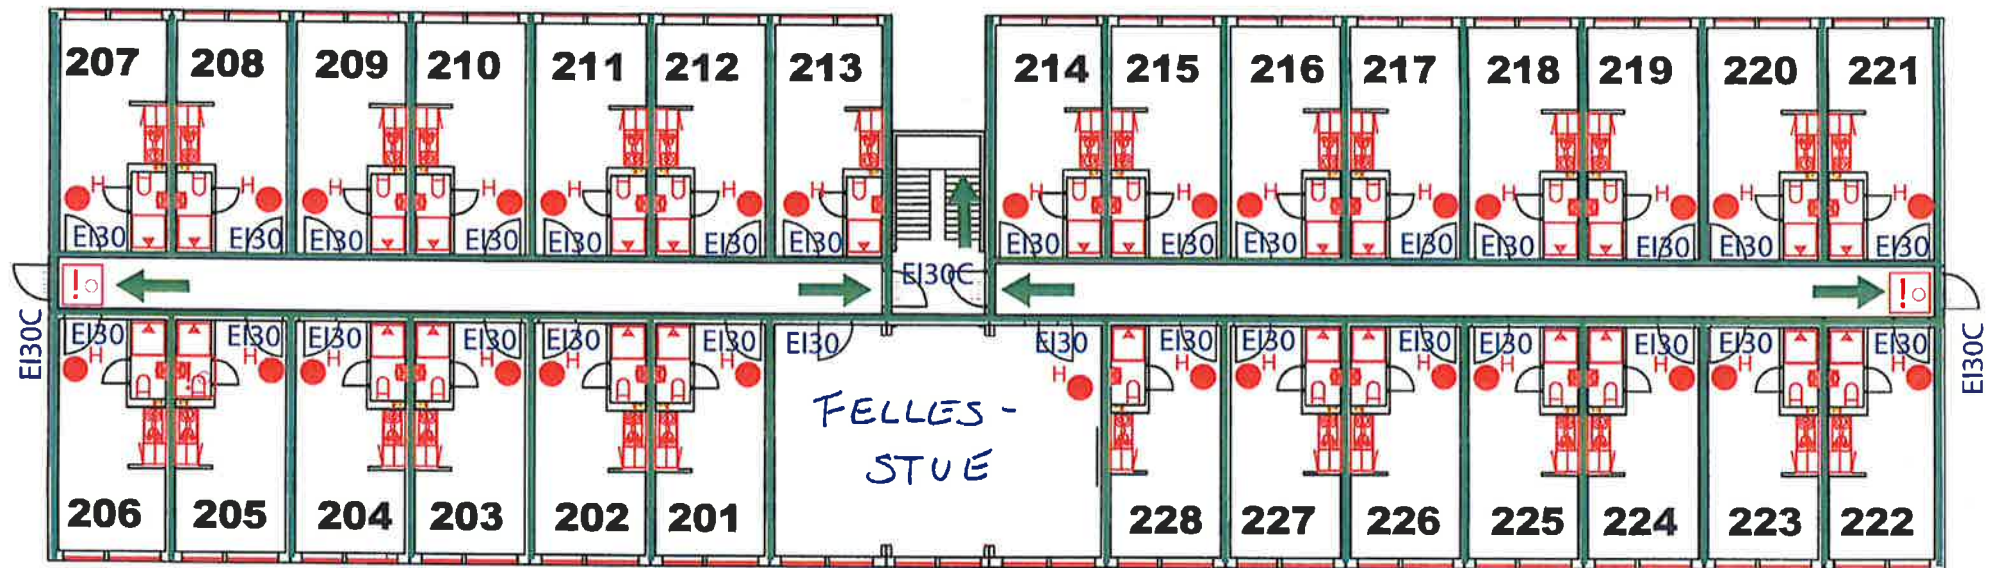 207 208 209 210 211 212 213 214 215 216 217 218 219 220 221
H H H H H H H H H H H H H H H
EI30 EI30 EI30 EI30 EI30 EI30 EI30 EI30 EI30 EI30 EI30 EI30 EI30 EI30 EI30
EI30C
! !
EI30C EI30C
EI30 EI30 EI30 EI30 EI30 EI30 EI30 EI30 EI30 EI30 EI30 EI30 EI30 EI30 EI30
H H H H H H H H H H H H H H
FELLES-
STUE
206 205 204 203 202 201 228 227 226 225 224 223 222